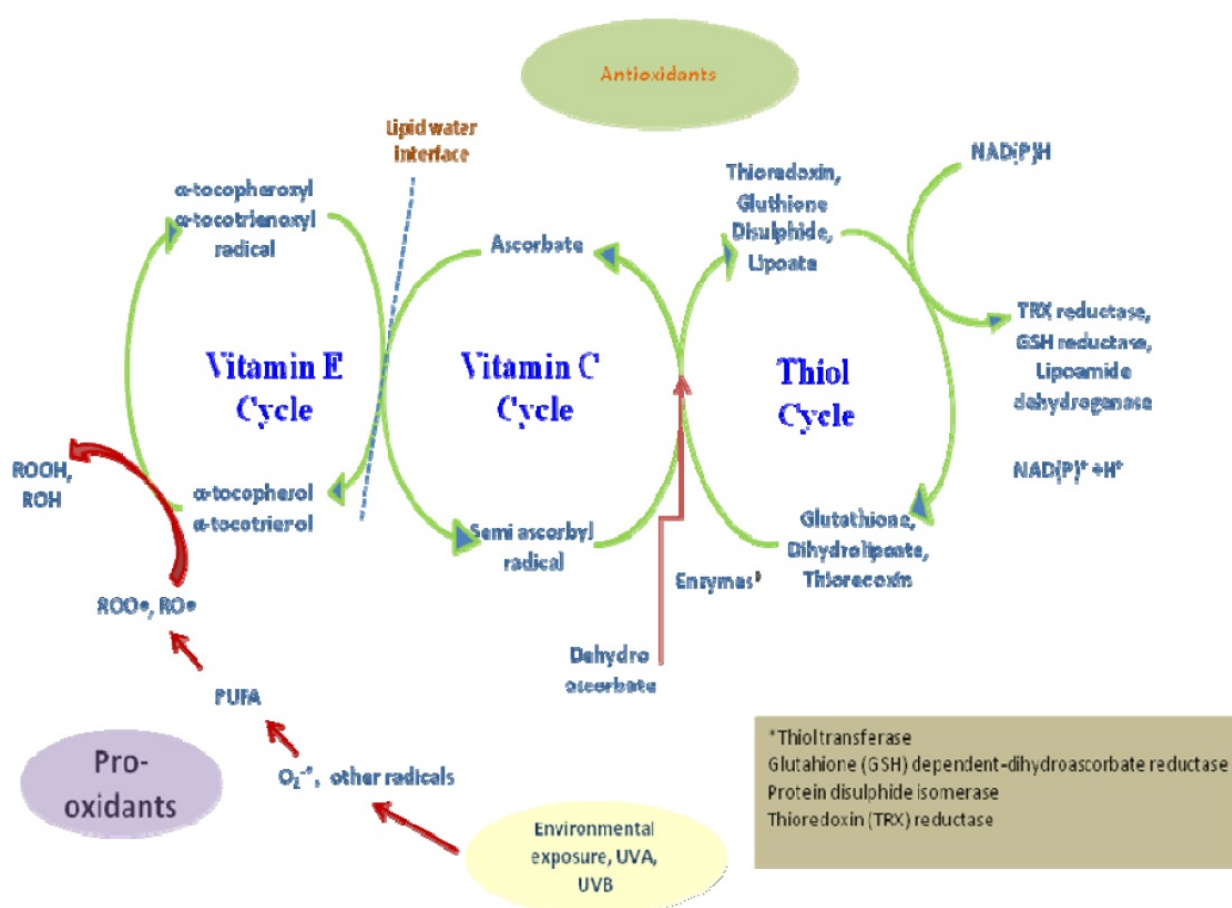 Antioxidants
Lipid water
interface
NAD(P)H
α-tocopheroxyl
α-tocotrienoxyl
radical
Thioredoxin,
Gluthione
Disulphide,
Lipoate
Ascorbate
TRX reductase,
GSH reductase,
Lipoamide
dehydrogenase
Vitamin E
Cycle
Vitamin C
Cycle
Thiol
Cycle
NAD(P)⁺ +H⁺
ROOH,
ROH
α-tocopherol
α-tocotrienol
Semi ascorbyl
radical
Glutathione,
Dihydrolipoate,
Thioredoxin
Enzymes*
ROO•, RO•
Dehydro
ascorbate
PUFA
Pro-
oxidants
O₂⁻•, other radicals
Environmental
exposure, UVA,
UVB
*Thiol transferase
Glutahione (GSH) dependent-dihydroascorbate reductase
Protein disulphide isomerase
Thioredoxin (TRX) reductase